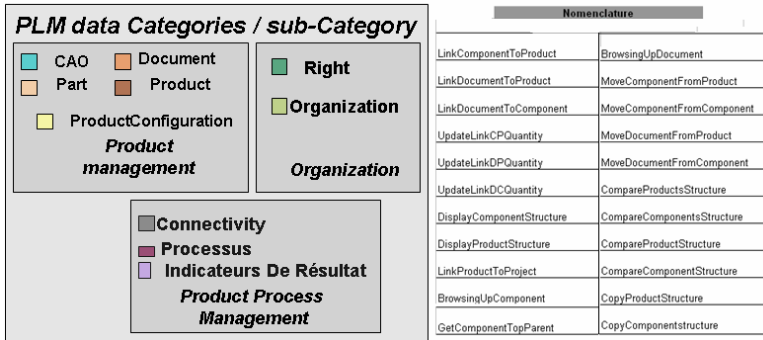 PLM data Categories / sub-Category
CAO Document
Part Product
ProductConfiguration
Product
management
Right
Organization
Organization
Connectivity
Processus
Indicateurs De Résultat
Product Process
Management
Nomenclature
LinkComponentToProduct BrowsingUpDocument
LinkDocumentToProduct MoveComponentFromProduct
LinkDocumentToComponent MoveComponentFromComponent
UpdateLinkCPQuantity MoveDocumentFromProduct
UpdateLinkDPQuantity MoveDocumentFromComponent
UpdateLinkDCQuantity CompareProductsStructure
DisplayComponentStructure CompareComponentsStructure
DisplayProductStructure CompareProductStructure
LinkProductToProject CompareComponentStructure
BrowsingUpComponent CopyProductStructure
GetComponentTopParent CopyComponentstructure